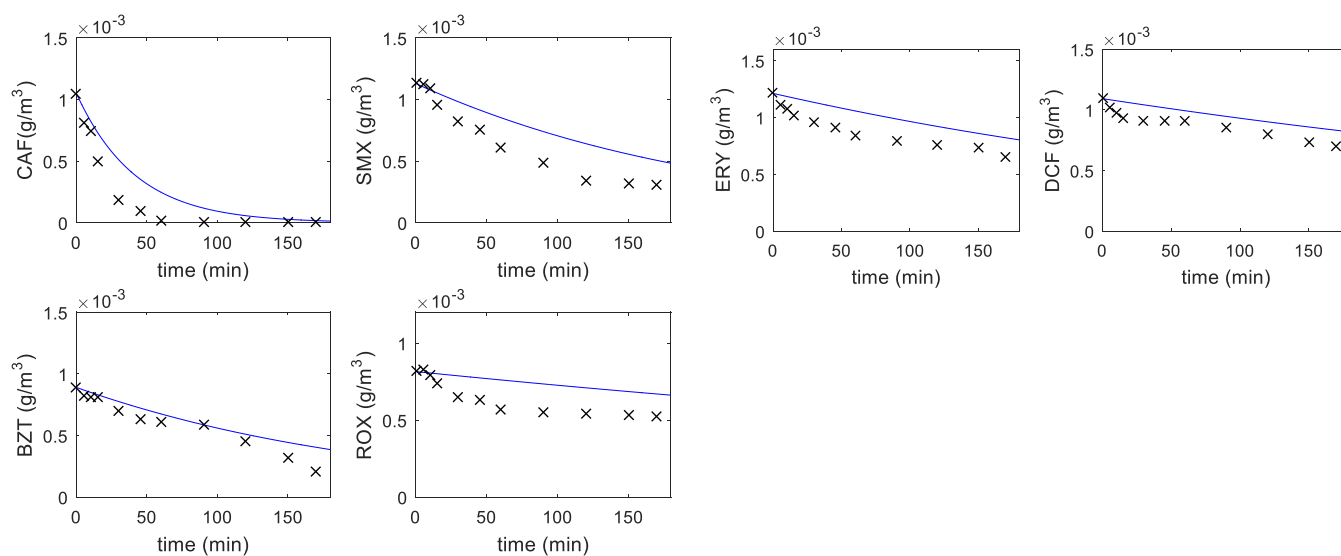 ×10⁻³
1.5
1
0.5
0
CAF(g/m³)
0 50 100 150
time (min)
×10⁻³
1.5
1
0.5
0
SMX (g/m³)
0 50 100 150
time (min)
×10⁻³
1.5
1
0.5
0
ERY (g/m³)
0 50 100 150
time (min)
×10⁻³
1.5
1
0.5
0
DCF (g/m³)
0 50 100 150
time (min)
×10⁻³
1.5
1
0.5
0
BZT (g/m³)
0 50 100 150
time (min)
×10⁻³
1
0.5
0
ROX (g/m³)
0 50 100 150
time (min)